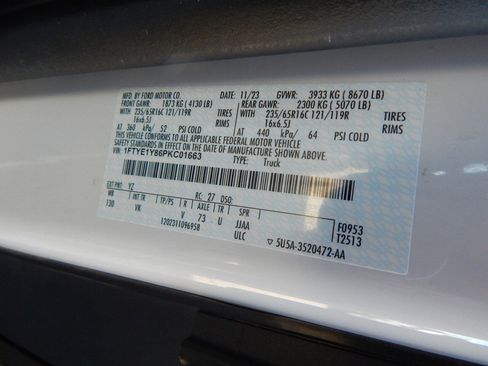 MFD. BY FORD MOTOR CO. 11/23 GVWR: 3933 KG ( 8670 LB)
FRONT GAWR: 1873 KG ( 4130 LB) REAR GAWR: 2300 KG ( 5070 LB)
WITH 235/65R16C 121/119R TIRES WITH 235/65R16C 121/119R TIRES
16x6.5J RIMS 16x6.5J RIMS
AT 360 kPa/ 52 PSI COLD AT 440 kPa/ 64 PSI COLD
THIS VEHICLE CONFORMS TO ALL APPLICABLE FEDERAL MOTOR VEHICLE
SAFETY STANDARDS IN EFFECT ON THE DATE OF MANUFACTURE SHOWN ABOVE.
VIN: 1FTYE1Y86PKC01663 TYPE: Truck
EXT PNT: YZ RC: 27 DSO:
WB INT TR TP/PS R AXLE TR SPR
130 VK V 73 U JJAA
ULC
F0953
T2513
1202311096958
▽ 5U5A-3520472-AA